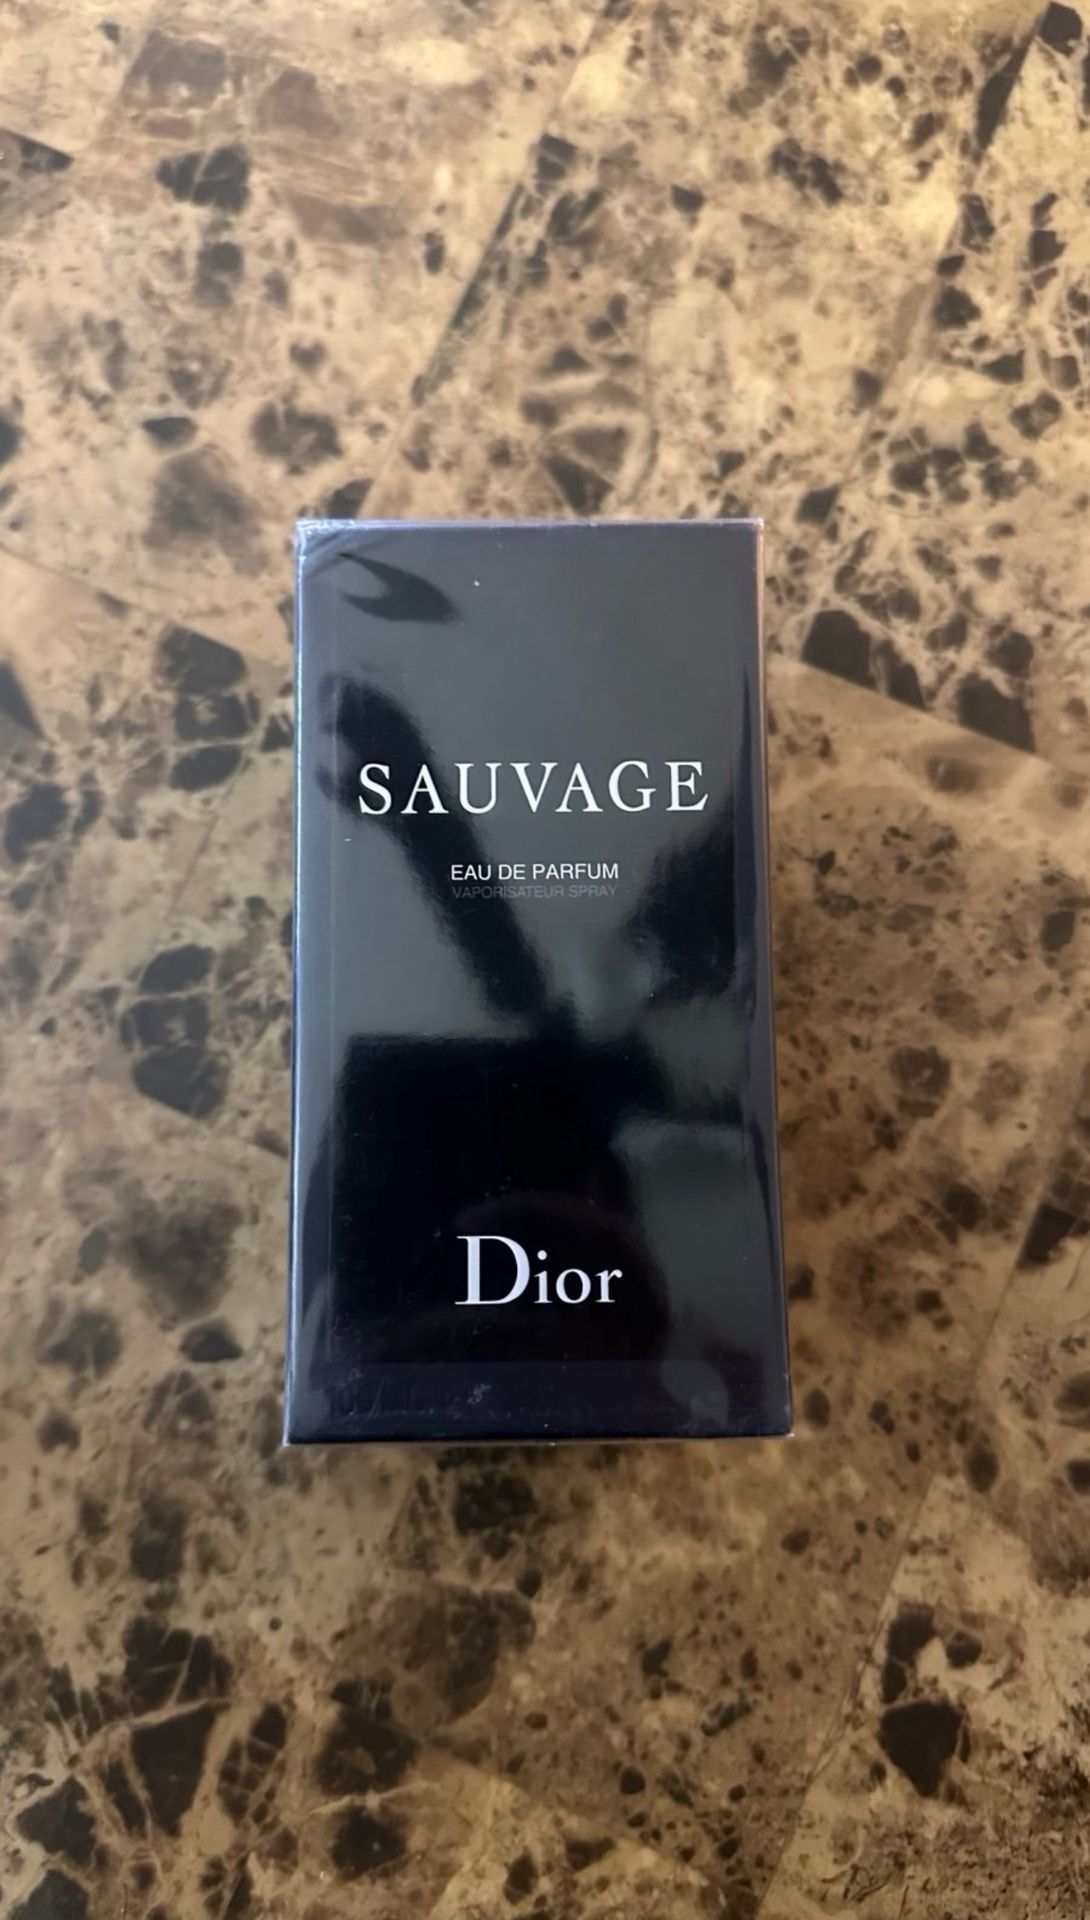 SAUVAGE
EAU DE PARFUM
VAPORISATEUR SPRAY
Dior